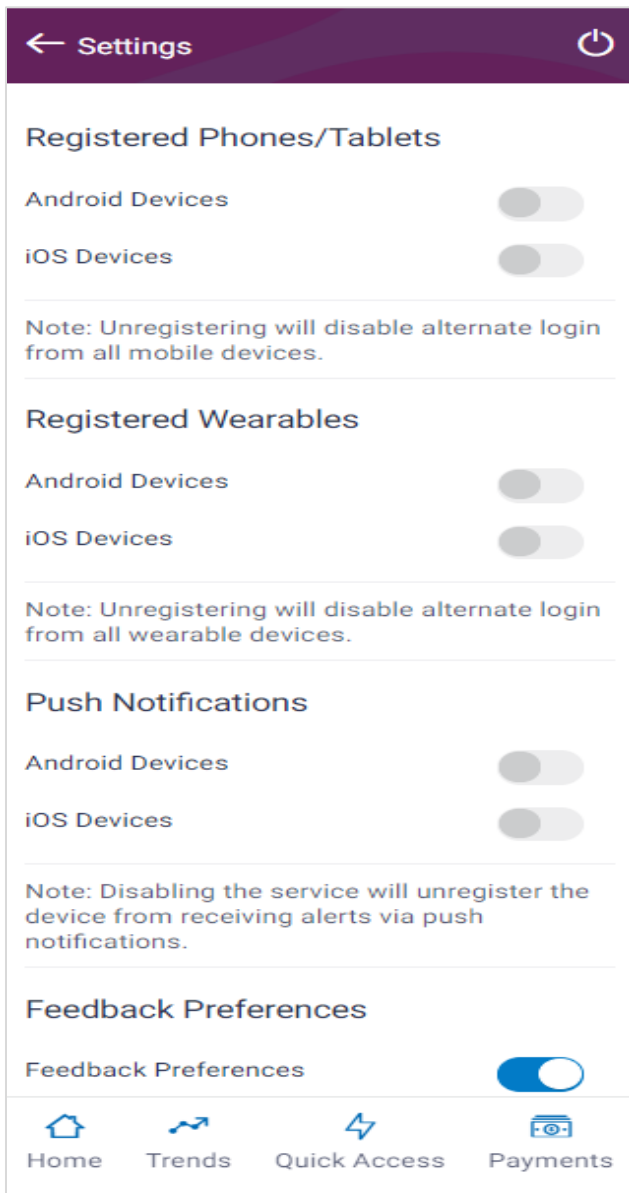 Settings
Registered Phones/Tablets
Android Devices
iOS Devices
Note: Unregistering will disable alternate login
from all mobile devices.
Registered Wearables
Android Devices
iOS Devices
Note: Unregistering will disable alternate login
from all wearable devices.
Push Notifications
Android Devices
iOS Devices
Note: Disabling the service will unregister the
device from receiving alerts via push
notifications.
Feedback Preferences
Feedback Preferences
Home Trends Quick Access Payments